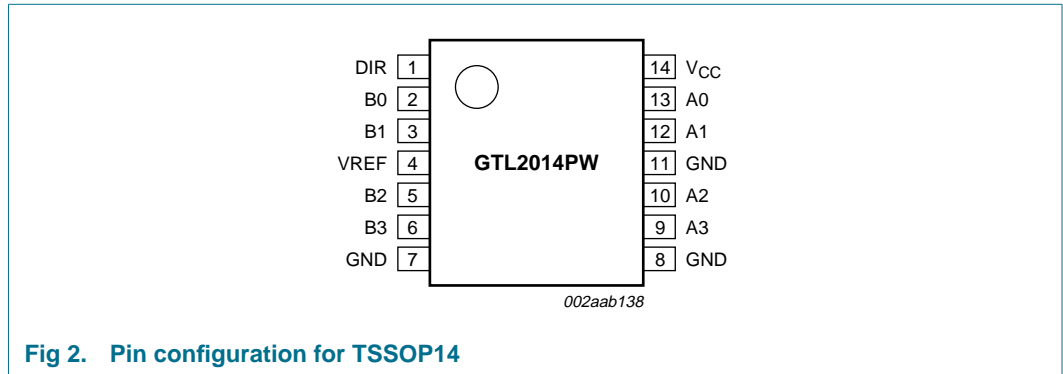 DIR 1 14 VCC
B0 2 13 A0
B1 3 12 A1
VREF 4 GTL2014PW 11 GND
B2 5 10 A2
B3 6 9 A3
GND 7 8 GND
002aab138
Fig 2. Pin configuration for TSSOP14